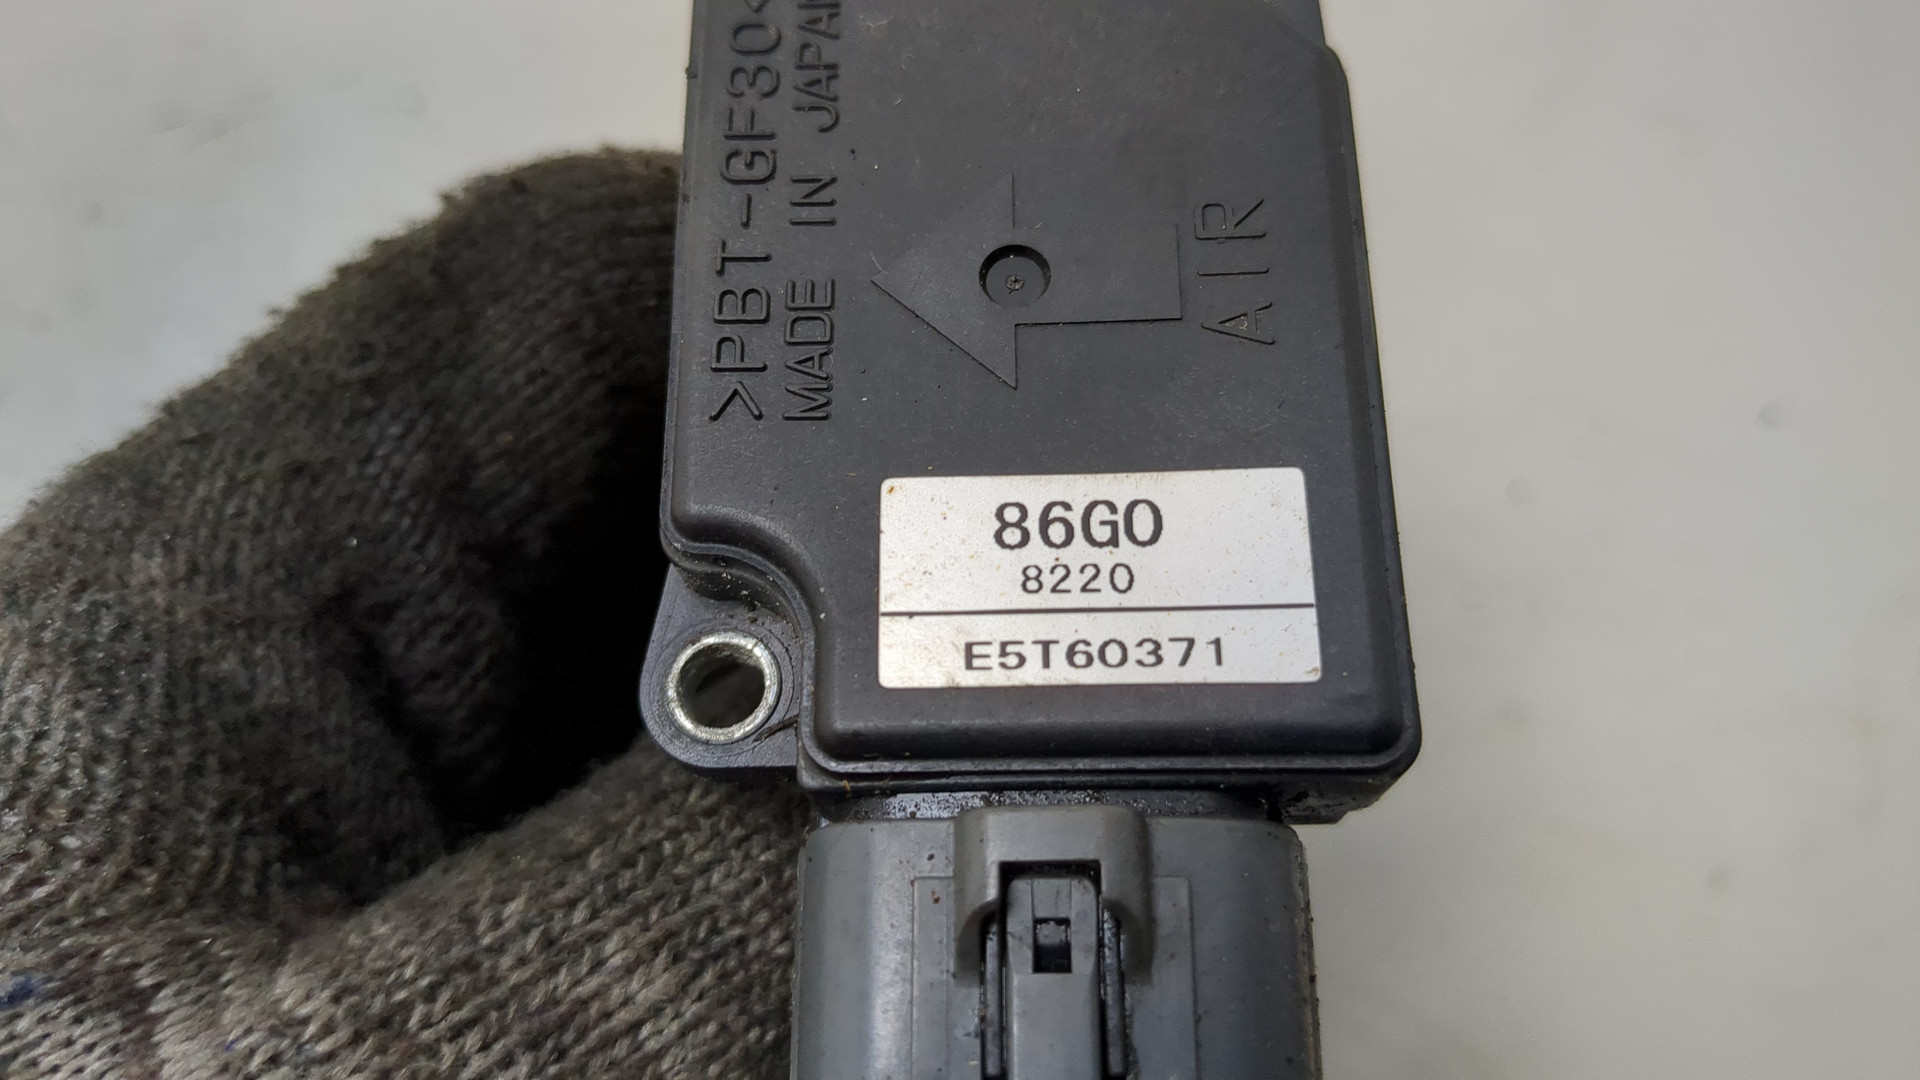 >PBT-GF30<
MADE IN JAPAN
AIR
86G0
8220
E5T60371